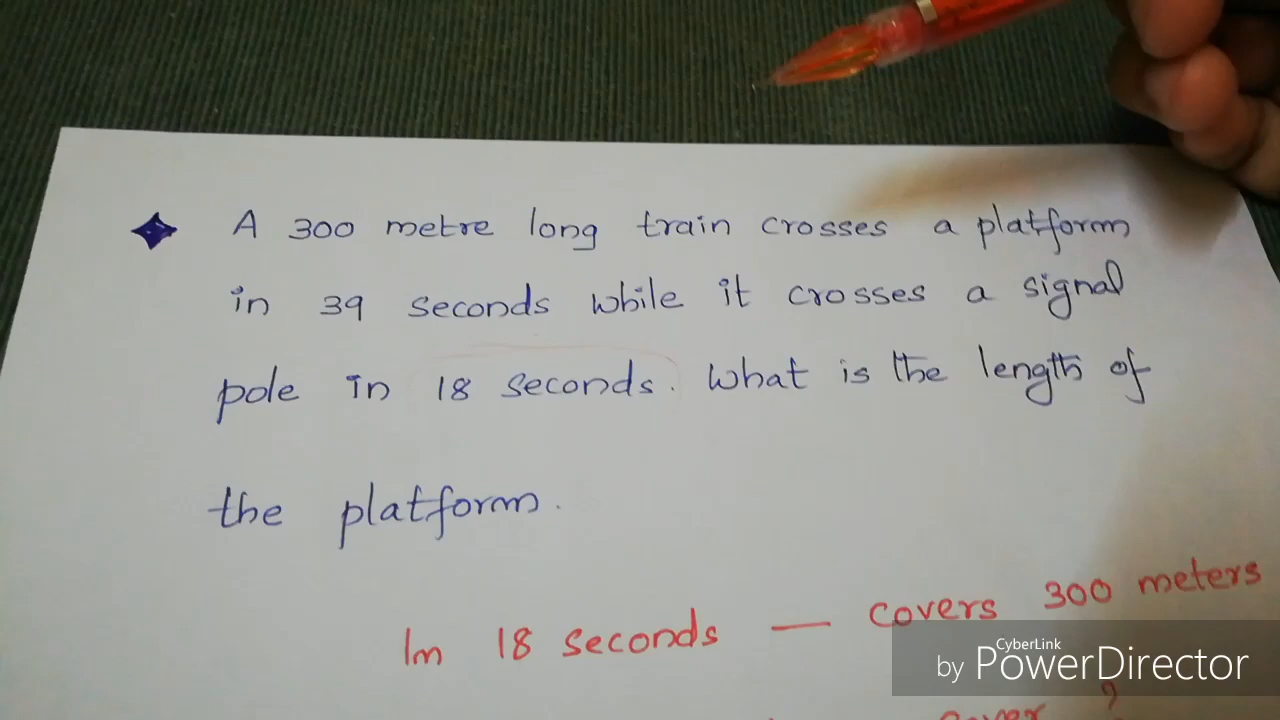 A 300 metre long train crosses a platform
in 39 seconds while it crosses a signal
pole in 18 seconds. What is the length of
the platform.
In 18 seconds — covers 300 meters
CyberLink
by PowerDirector
?